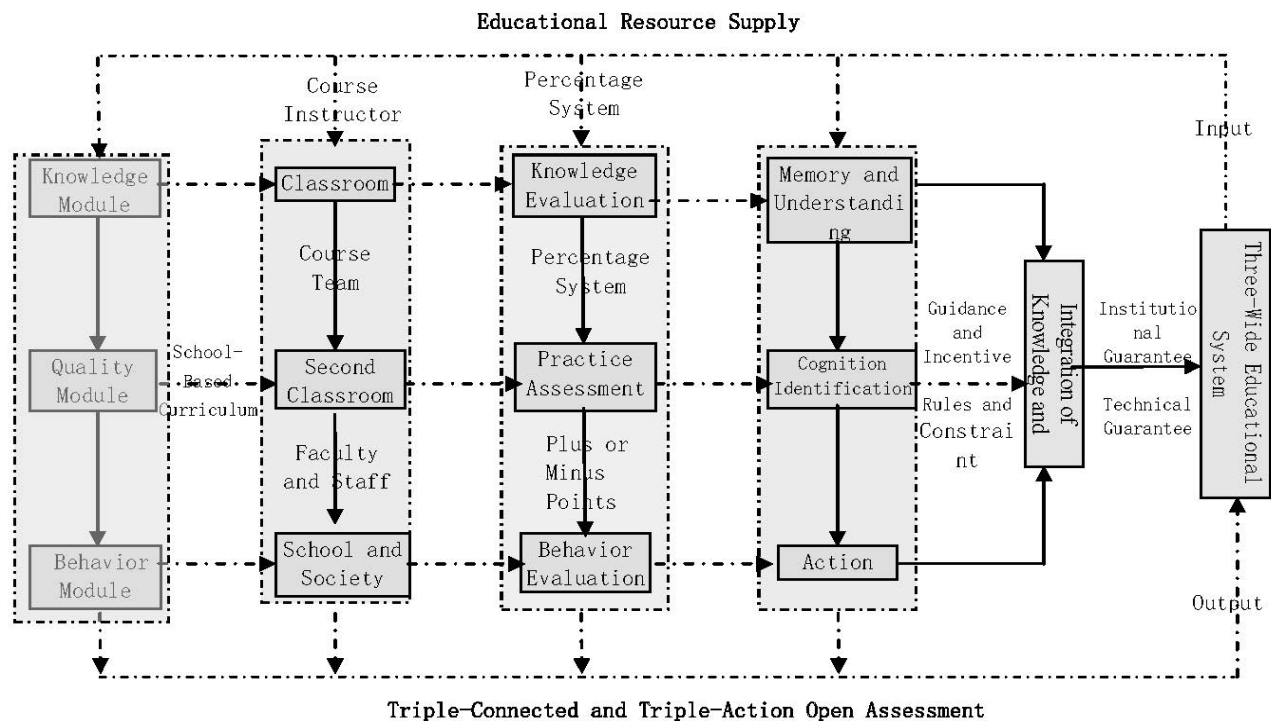 Educational Resource Supply
Course
Instructor
Percentage
System
Input
Knowledge
Module
Classroom
Knowledge
Evaluation
Memory and
Understandi
ng
Course
Team
Percentage
System
School-
Based
Curriculum
Quality
Module
Second
Classroom
Practice
Assessment
Cognition
Identification
Guidance and
Incentive
Rules and
Constrai
nt
Integration of
Knowledge and
Institutio
nal
Guarantee
Technical
Guarantee
Three-Wide Educational
System
Faculty
and Staff
Plus or
Minus
Points
Behavior
Module
School and
Society
Behavior
Evaluation
Action
Output
Triple-Connected and Triple-Action Open Assessment